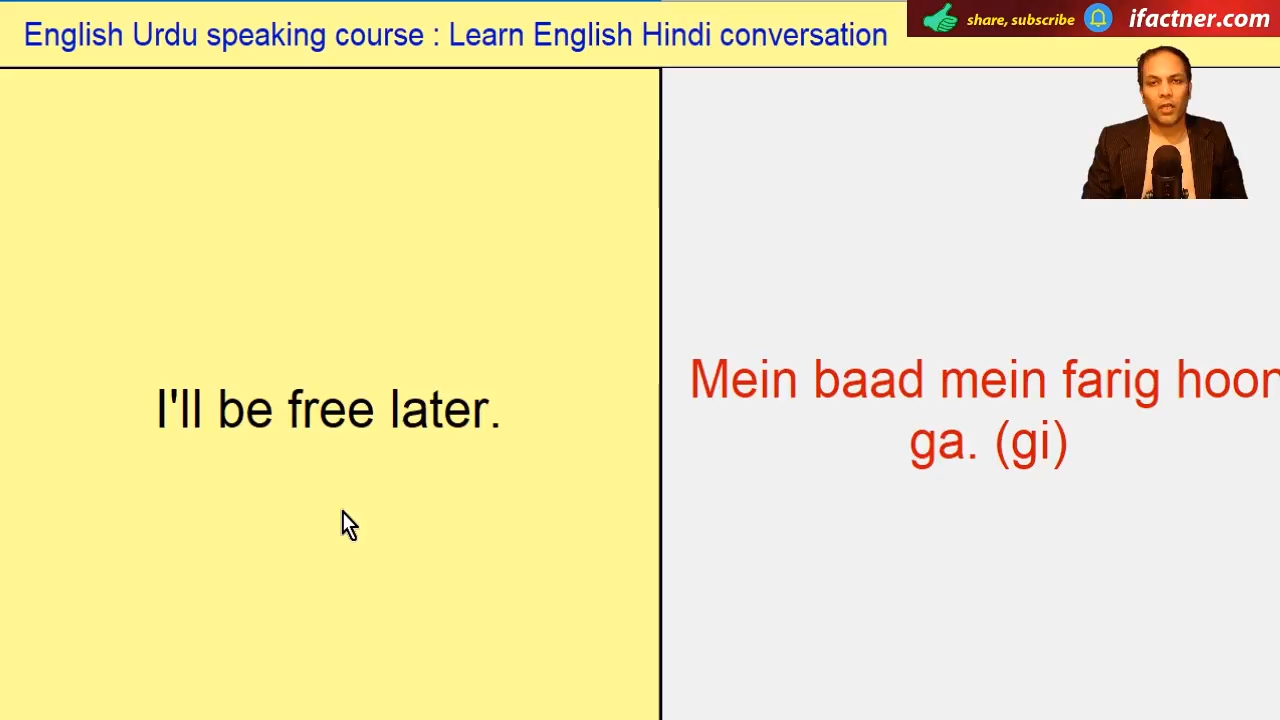 English Urdu speaking course : Learn English Hindi conversation
share, subscribe
ifactner.com
I'll be free later.
Mein baad mein farig hoon
ga. (gi)